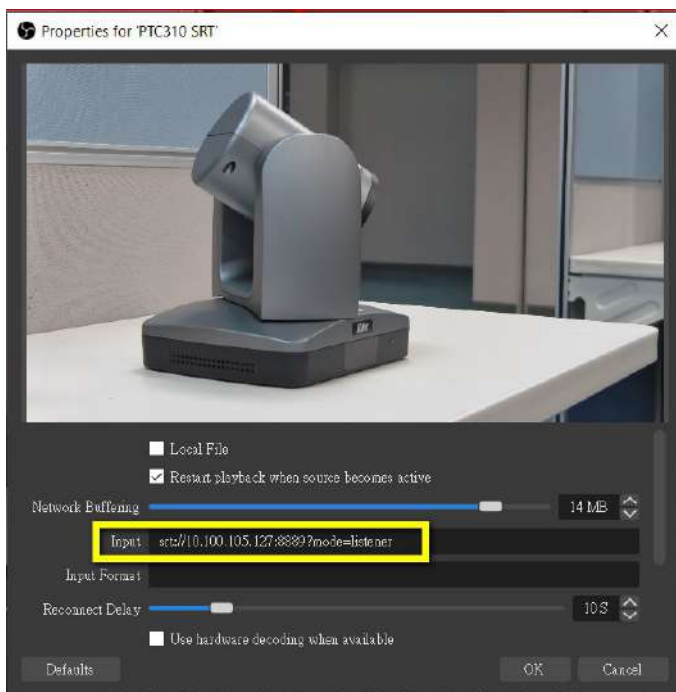 Properties for 'PTC310 SRT'
Local File
Restart playback when source becomes active
Network Buffering 14 MB
Input srt://10.100.105.127:8889?mode=listener
Input Format
Reconnect Delay 10 S
Use hardware decoding when available
Defaults OK Cancel